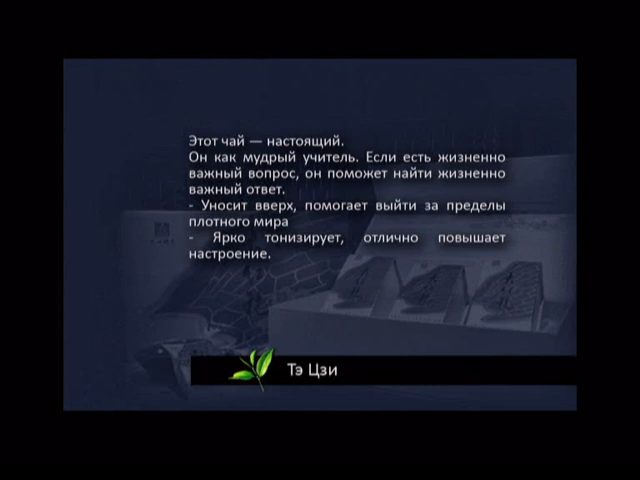 Этот чай — настоящий.
Он как мудрый учитель. Если есть жизненно
важный вопрос, он поможет найти жизненно
важный ответ.
- Уносит вверх, помогает выйти за пределы
плотного мира
- Ярко тонизирует, отлично повышает
настроение.
Тэ Цзи